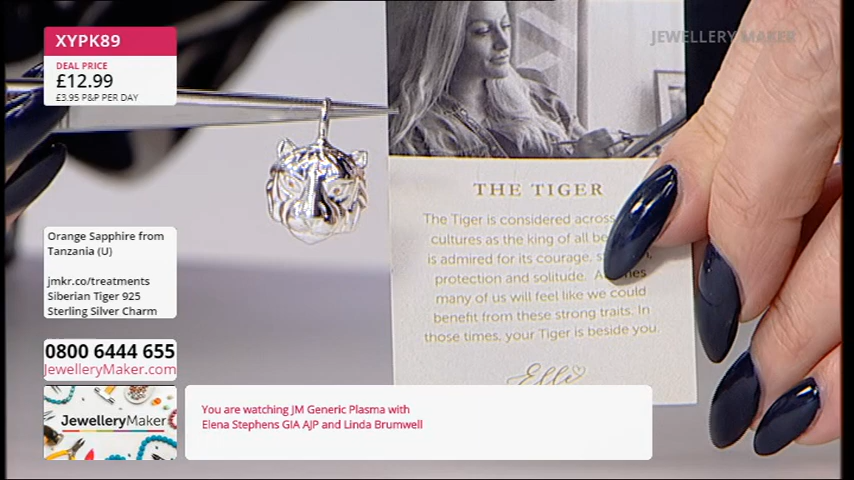 XYPK89
DEAL PRICE
£12.99
£3.95 P&P PER DAY
JEWELLERY MAKER
THE TIGER
The Tiger is considered across
cultures as the king of all
is admired for its courage,
protection and solitude.
many of us will feel like we could
benefit from these strong traits. In
those times, your Tiger is beside you.
Elli
Orange Sapphire from
Tanzania (U)
jmkr.co/treatments
Siberian Tiger 925
Sterling Silver Charm
0800 6444 655
JewelleryMaker.com
JewelleryMaker
You are watching JM Generic Plasma with
Elena Stephens GIA AJP and Linda Brumwell